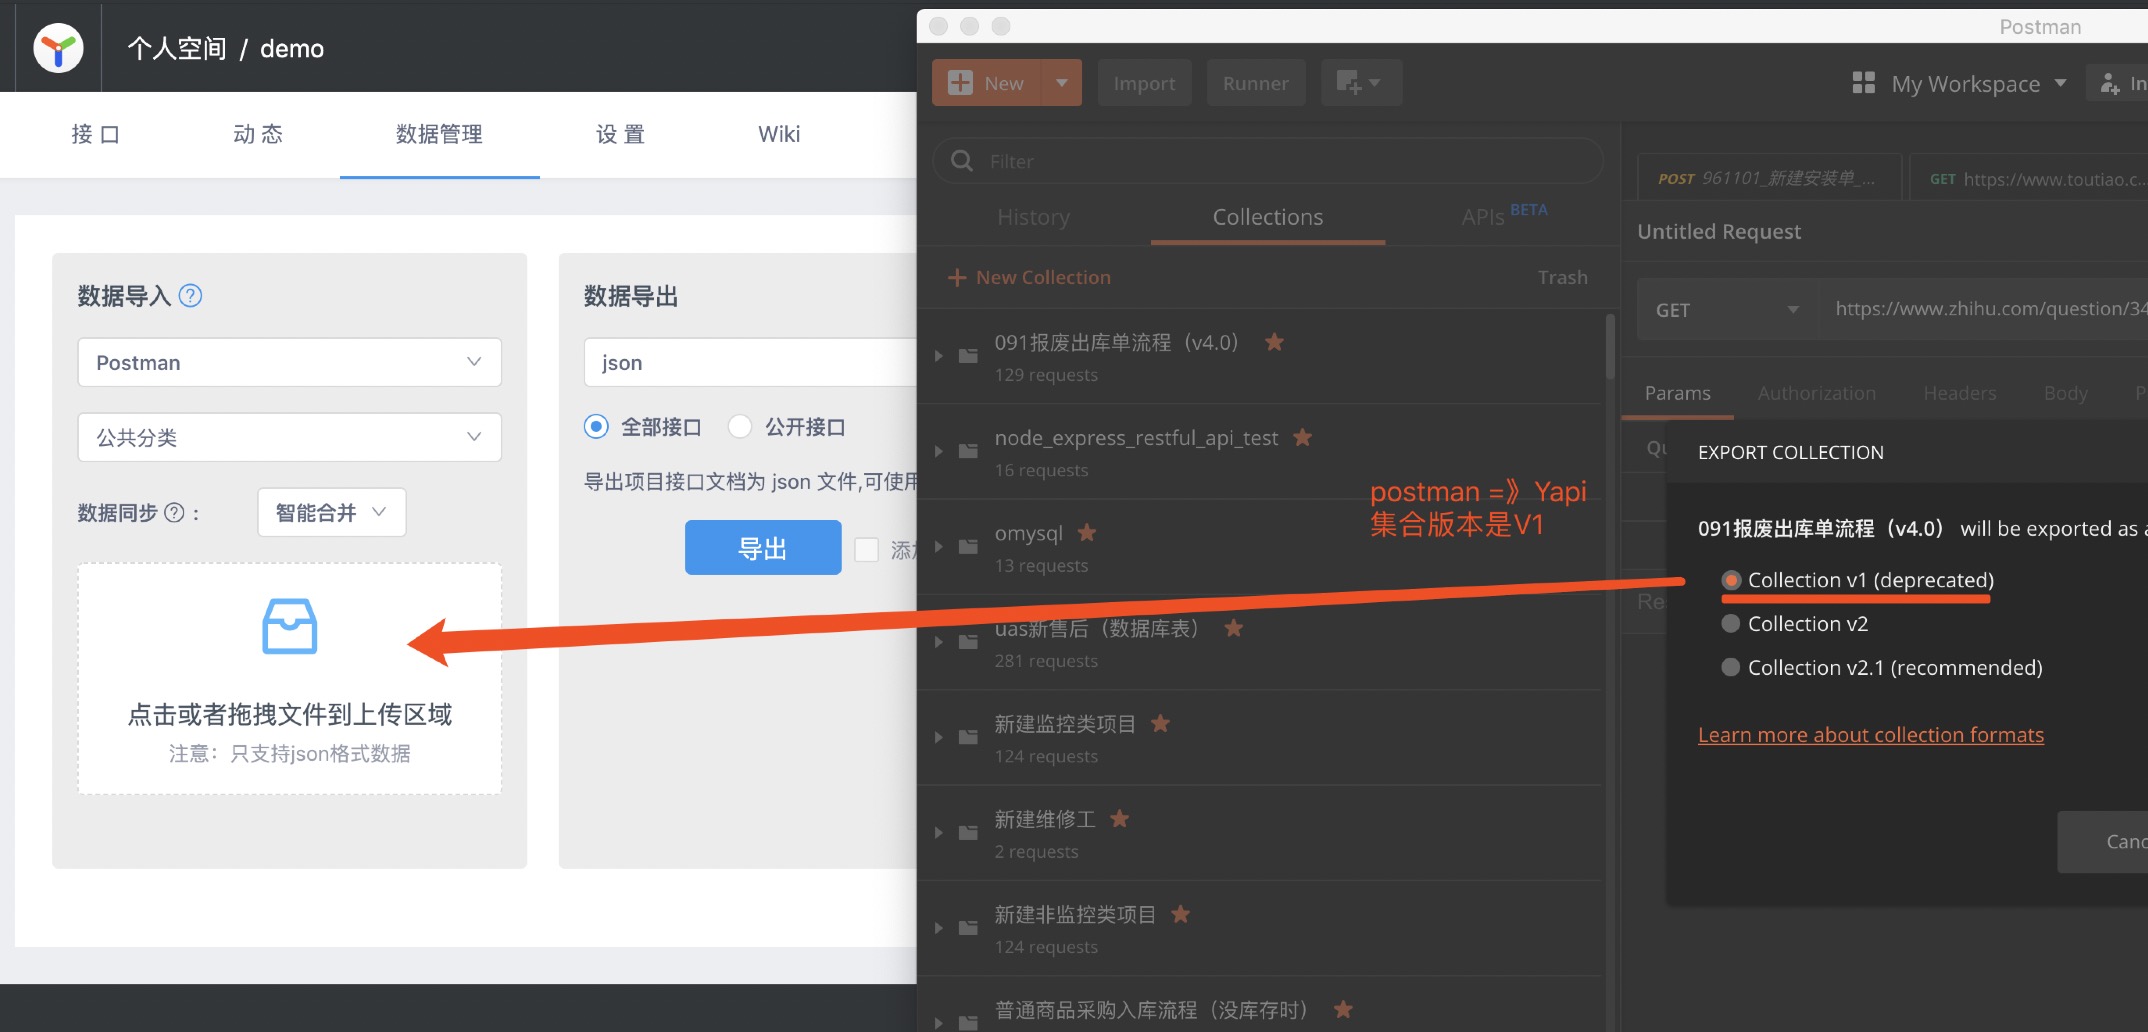 个人空间 / demo
接 口
动 态
数据管理
设 置
Wiki
数据导入
Postman
公共分类
数据同步 :
智能合并
点击或者拖拽文件到上传区域
注意：只支持json格式数据
数据导出
json
全部接口
公开接口
导出项目接口文档为 json 文件,可使用
导出
Postman
New
Import
Runner
My Workspace
In
Filter
History
Collections
APIs BETA
New Collection
Trash
091报废出库单流程（v4.0）
129 requests
node_express_restful_api_test
16 requests
omysql
13 requests
uas新售后（数据库表）
281 requests
新建监控类项目
124 requests
新建维修工
2 requests
新建非监控类项目
124 requests
普通商品采购入库流程（没库存时）
postman =》Yapi
集合版本是V1
POST 961101_新建安装单_...
GET https://www.toutiao.c..
Untitled Request
GET
https://www.zhihu.com/question/34
Params
Authorization
Headers
Body
P
EXPORT COLLECTION
091报废出库单流程（v4.0） will be exported as a
Collection v1 (deprecated)
Collection v2
Collection v2.1 (recommended)
Learn more about collection formats
Canc